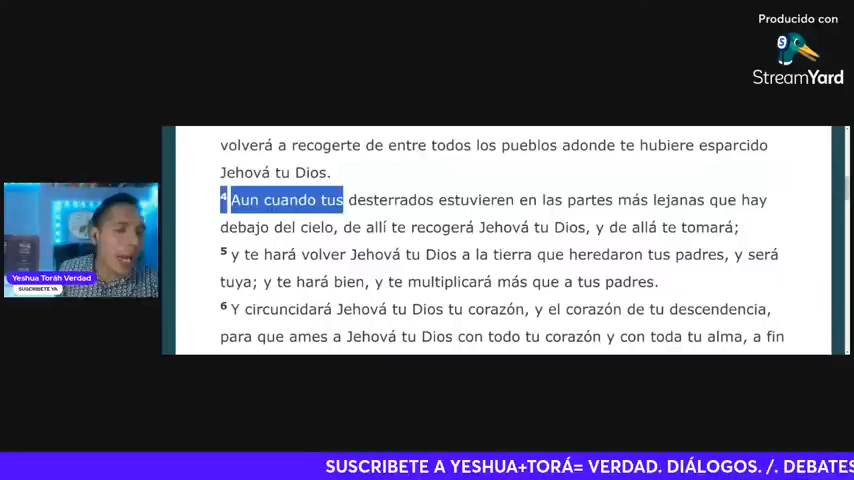 Producido con
StreamYard
volverá a recogerte de entre todos los pueblos adonde te hubiere esparcido
Jehová tu Dios.
4 Aun cuando tus desterrados estuvieren en las partes más lejanas que hay
debajo del cielo, de allí te recogerá Jehová tu Dios, y de allá te tomará;
5 y te hará volver Jehová tu Dios a la tierra que heredaron tus padres, y será
tuya; y te hará bien, y te multiplicará más que a tus padres.
6 Y circuncidará Jehová tu Dios tu corazón, y el corazón de tu descendencia,
para que ames a Jehová tu Dios con todo tu corazón y con toda tu alma, a fin
Yeshua Toráh Verdad
SUSCRIBETE YA
SUSCRIBETE A YESHUA+TORÁ= VERDAD. DIÁLOGOS. /. DEBATES